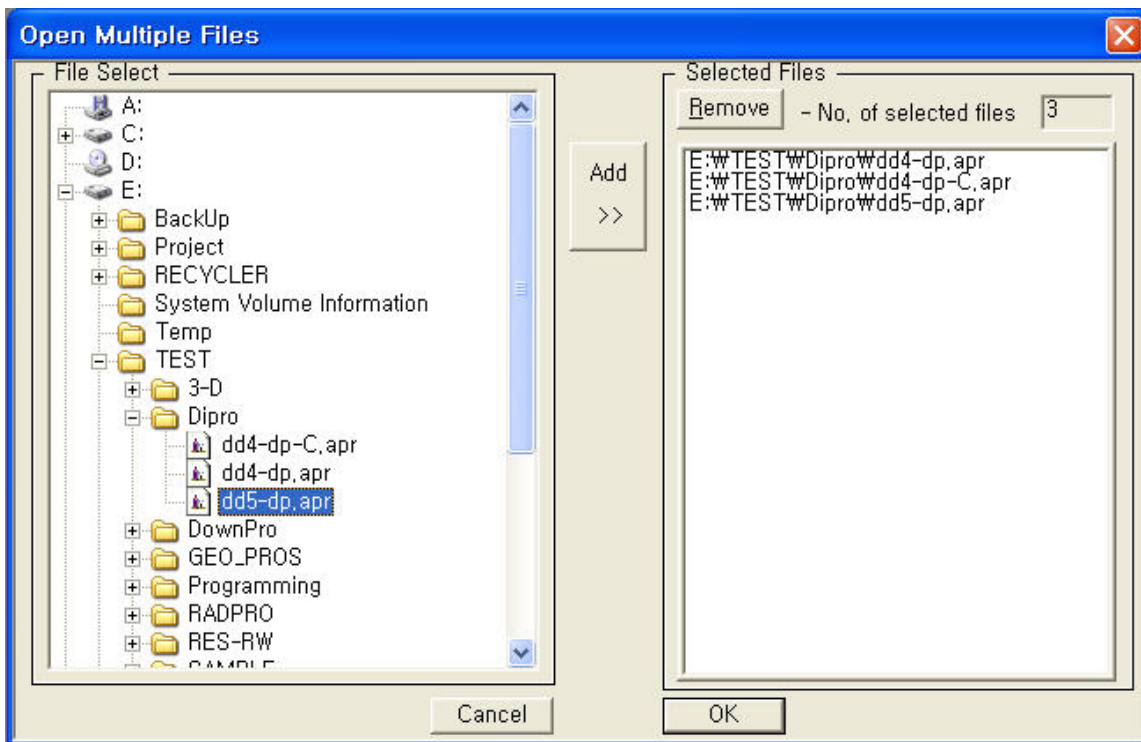 Open Multiple Files
File Select
A:
C:
D:
E:
BackUp
Project
RECYCLER
System Volume Information
Temp
TEST
3-D
Dipro
dd4-dp-C.apr
dd4-dp.apr
dd5-dp.apr
DownPro
GEO_PROS
Programming
RADPRO
RES-RW
SAMPLE
Add
>>
Selected Files
Remove - No. of selected files 3
E:₩TEST₩Dipro₩dd4-dp.apr
E:₩TEST₩Dipro₩dd4-dp-C.apr
E:₩TEST₩Dipro₩dd5-dp.apr
Cancel
OK